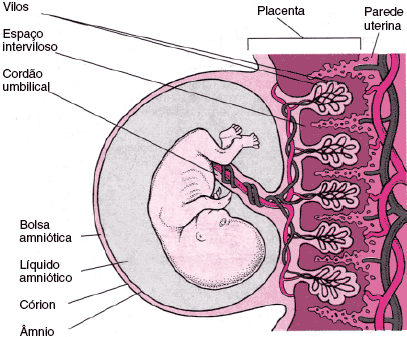 Vilos
Espaço
interviloso
Cordão
umbilical
Placenta
Parede
uterina
Bolsa
amniótica
Líquido
amniótico
Córion
Âmnio